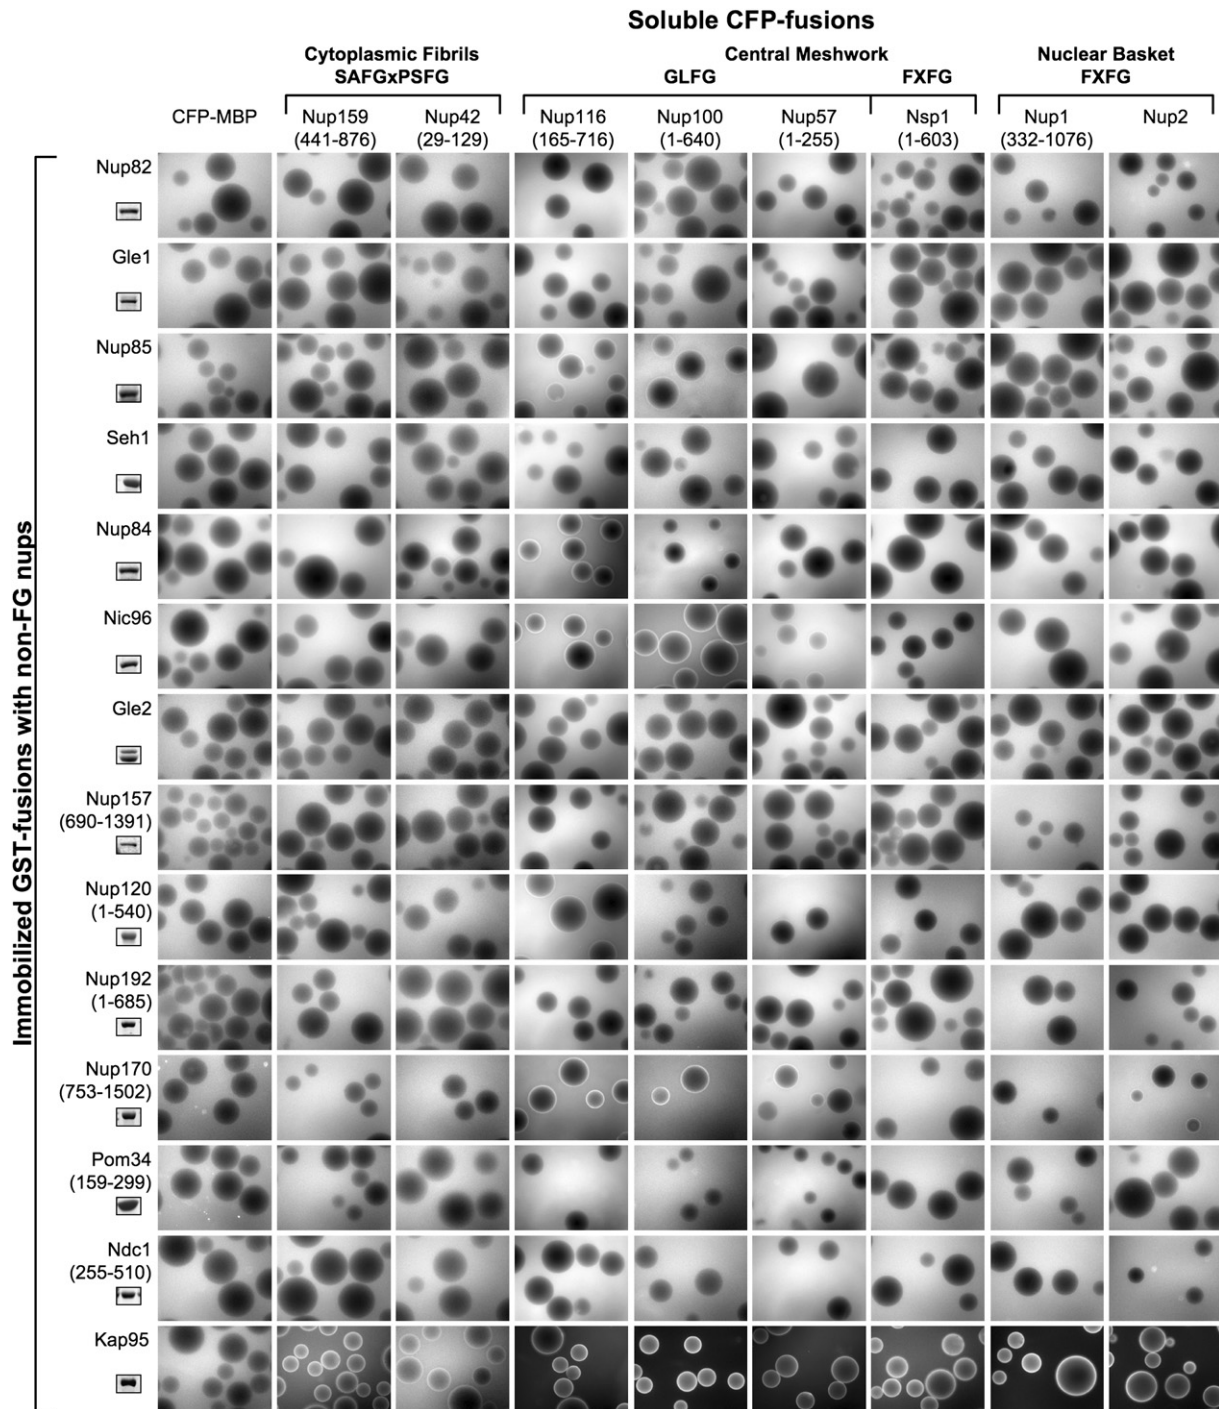 Soluble CFP-fusions
Cytoplasmic Fibrils
SAFGxPSFG
Central Meshwork
GLFG
FXFG
Nuclear Basket
FXFG
CFP-MBP
Nup159
(441-876)
Nup42
(29-129)
Nup116
(165-716)
Nup100
(1-640)
Nup57
(1-255)
Nsp1
(1-603)
Nup1
(332-1076)
Nup2
Immobilized GST-fusions with non-FG nups
Nup82
Gle1
Nup85
Seh1
Nup84
Nic96
Gle2
Nup157
(690-1391)
Nup120
(1-540)
Nup192
(1-685)
Nup170
(753-1502)
Pom34
(159-299)
Ndc1
(255-510)
Kap95